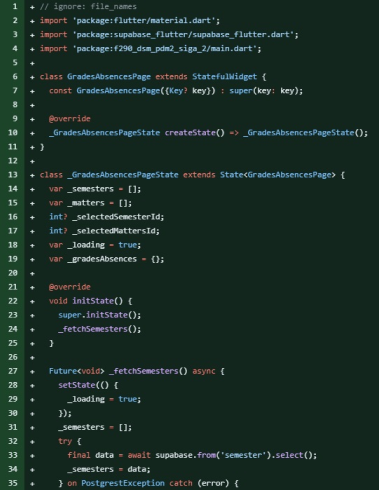 1 + // ignore: file_names
2 + import 'package:flutter/material.dart';
3 + import 'package:supabase_flutter/supabase_flutter.dart';
4 + import 'package:f290_dsm_pdm2_siga_2/main.dart';
5 +
6 + class GradesAbsencesPage extends StatefulWidget {
7 + const GradesAbsencesPage({Key? key}) : super(key: key);
8 +
9 + @override
10 + _GradesAbsencesPageState createState() => _GradesAbsencesPageState();
11 + }
12 +
13 + class _GradesAbsencesPageState extends State<GradesAbsencesPage> {
14 + var _semesters = [];
15 + var _matters = [];
16 + int? _selectedSemesterId;
17 + int? _selectedMattersId;
18 + var _loading = true;
19 + var _gradesAbsences = {};
20 +
21 + @override
22 + void initState() {
23 + super.initState();
24 + _fetchSemesters();
25 + }
26 +
27 + Future<void> _fetchSemesters() async {
28 + setState(() {
29 + _loading = true;
30 + });
31 + _semesters = [];
32 + try {
33 + final data = await supabase.from('semester').select();
34 + _semesters = data;
35 + } on PostgrestException catch (error) {